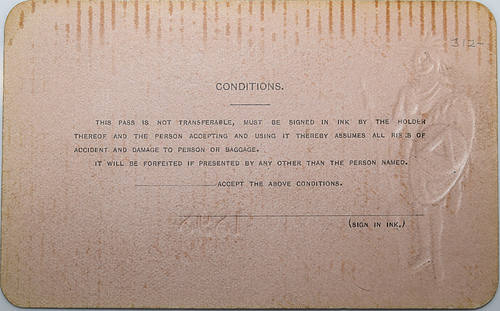 312-
CONDITIONS.
THIS PASS IS NOT TRANSFERABLE, MUST BE SIGNED IN INK BY THE HOLDER
THEREOF AND THE PERSON ACCEPTING AND USING IT THEREBY ASSUMES ALL RISKS OF
ACCIDENT AND DAMAGE TO PERSON OR BAGGAGE.
IT WILL BE FORFEITED IF PRESENTED BY ANY OTHER THAN THE PERSON NAMED.
ACCEPT THE ABOVE CONDITIONS.
(SIGN IN INK.)